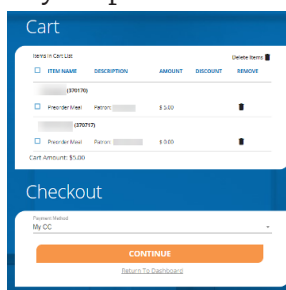 Cart
Items in Cart List Delete Items
ITEM NAME DESCRIPTION AMOUNT DISCOUNT REMOVE
(370170)
Preorder Meal Patron: $ 5.00
(370717)
Preorder Meal Patron: $ 0.00
Cart Amount: $5.00
Checkout
Payment Method
My CC
CONTINUE
Return To Dashboard